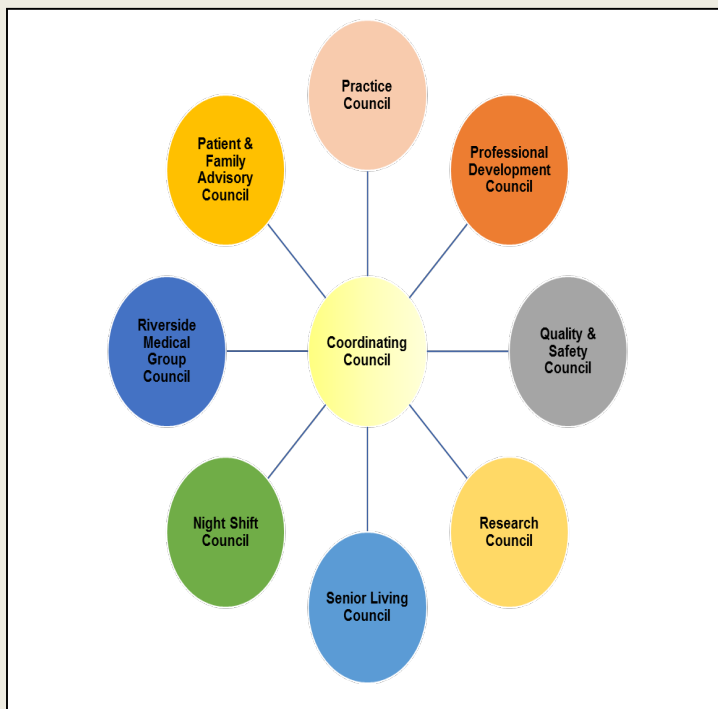 Practice
Council
Patient &
Family
Advisory
Council
Professional
Development
Council
Riverside
Medical
Group
Council
Coordinating
Council
Quality &
Safety
Council
Night Shift
Council
Research
Council
Senior Living
Council